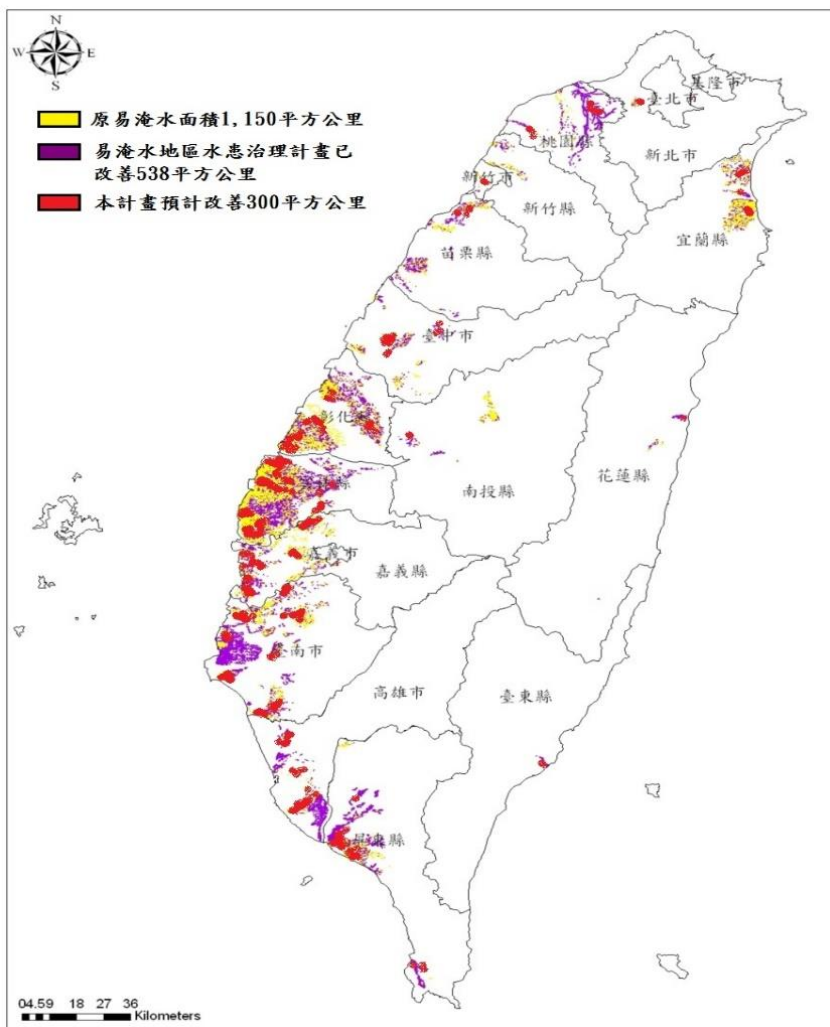 N
W E
S
原易淹水面積1,150平方公里
易淹水地區水患治理計畫已
改善538平方公里
本計畫預計改善300平方公里
基隆市
臺北市
桃園縣
新北市
新竹市
新竹縣
宜蘭縣
苗栗縣
臺中市
彰化
南投縣
花蓮縣
嘉義市
嘉義縣
臺南市
高雄市
臺東縣
屏東縣
04.59 18 27 36
Kilometers